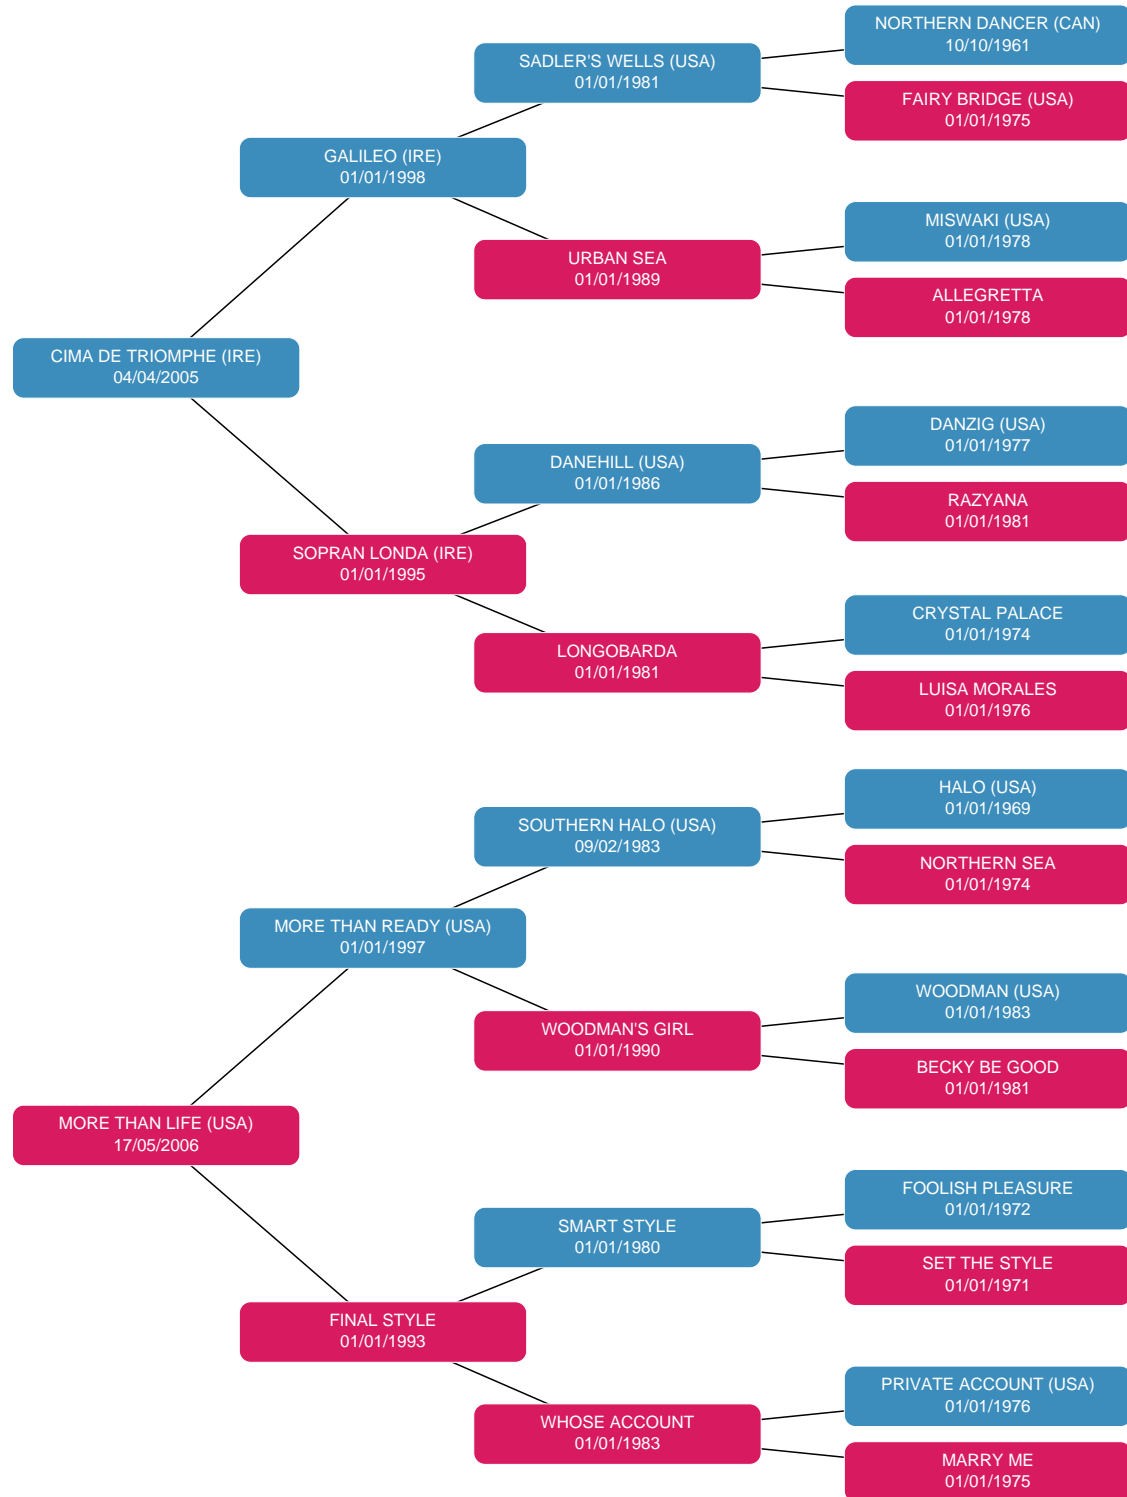 NORTHERN DANCER (CAN)
10/10/1961
SADLER'S WELLS (USA)
01/01/1981
FAIRY BRIDGE (USA)
01/01/1975
GALILEO (IRE)
01/01/1998
MISWAKI (USA)
01/01/1978
URBAN SEA
01/01/1989
ALLEGRETTA
01/01/1978
CIMA DE TRIOMPHE (IRE)
04/04/2005
DANZIG (USA)
01/01/1977
DANEHILL (USA)
01/01/1986
RAZYANA
01/01/1981
SOPRAN LONDA (IRE)
01/01/1995
CRYSTAL PALACE
01/01/1974
LONGOBARDA
01/01/1981
LUISA MORALES
01/01/1976
HALO (USA)
01/01/1969
SOUTHERN HALO (USA)
09/02/1983
NORTHERN SEA
01/01/1974
MORE THAN READY (USA)
01/01/1997
WOODMAN (USA)
01/01/1983
WOODMAN'S GIRL
01/01/1990
BECKY BE GOOD
01/01/1981
MORE THAN LIFE (USA)
17/05/2006
FOOLISH PLEASURE
01/01/1972
SMART STYLE
01/01/1980
SET THE STYLE
01/01/1971
FINAL STYLE
01/01/1993
PRIVATE ACCOUNT (USA)
01/01/1976
WHOSE ACCOUNT
01/01/1983
MARRY ME
01/01/1975